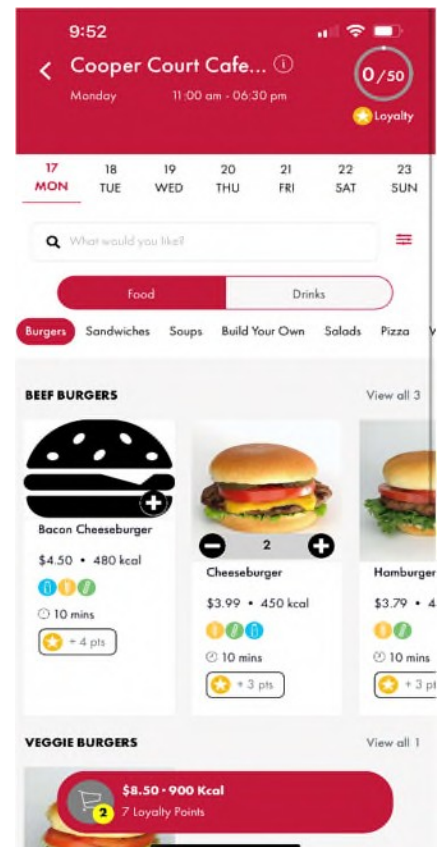 9:52
Cooper Court Cafe...
Monday 11:00 am - 06:30 pm
0/50
Loyalty
17 18 19 20 21 22 23
MON TUE WED THU FRI SAT SUN
What would you like?
Food Drinks
Burgers Sandwiches Soups Build Your Own Salads Pizza
BEEF BURGERS View all 3
2
Bacon Cheeseburger
$4.50 • 480 kcal
10 mins
+ 4 pts
Cheeseburger
$3.99 • 450 kcal
10 mins
+ 3 pts
Hamburger
$3.79 • 4
10 mins
+ 3 pt
VEGGIE BURGERS View all 1
$8.50 · 900 Kcal
2
7 Loyalty Points